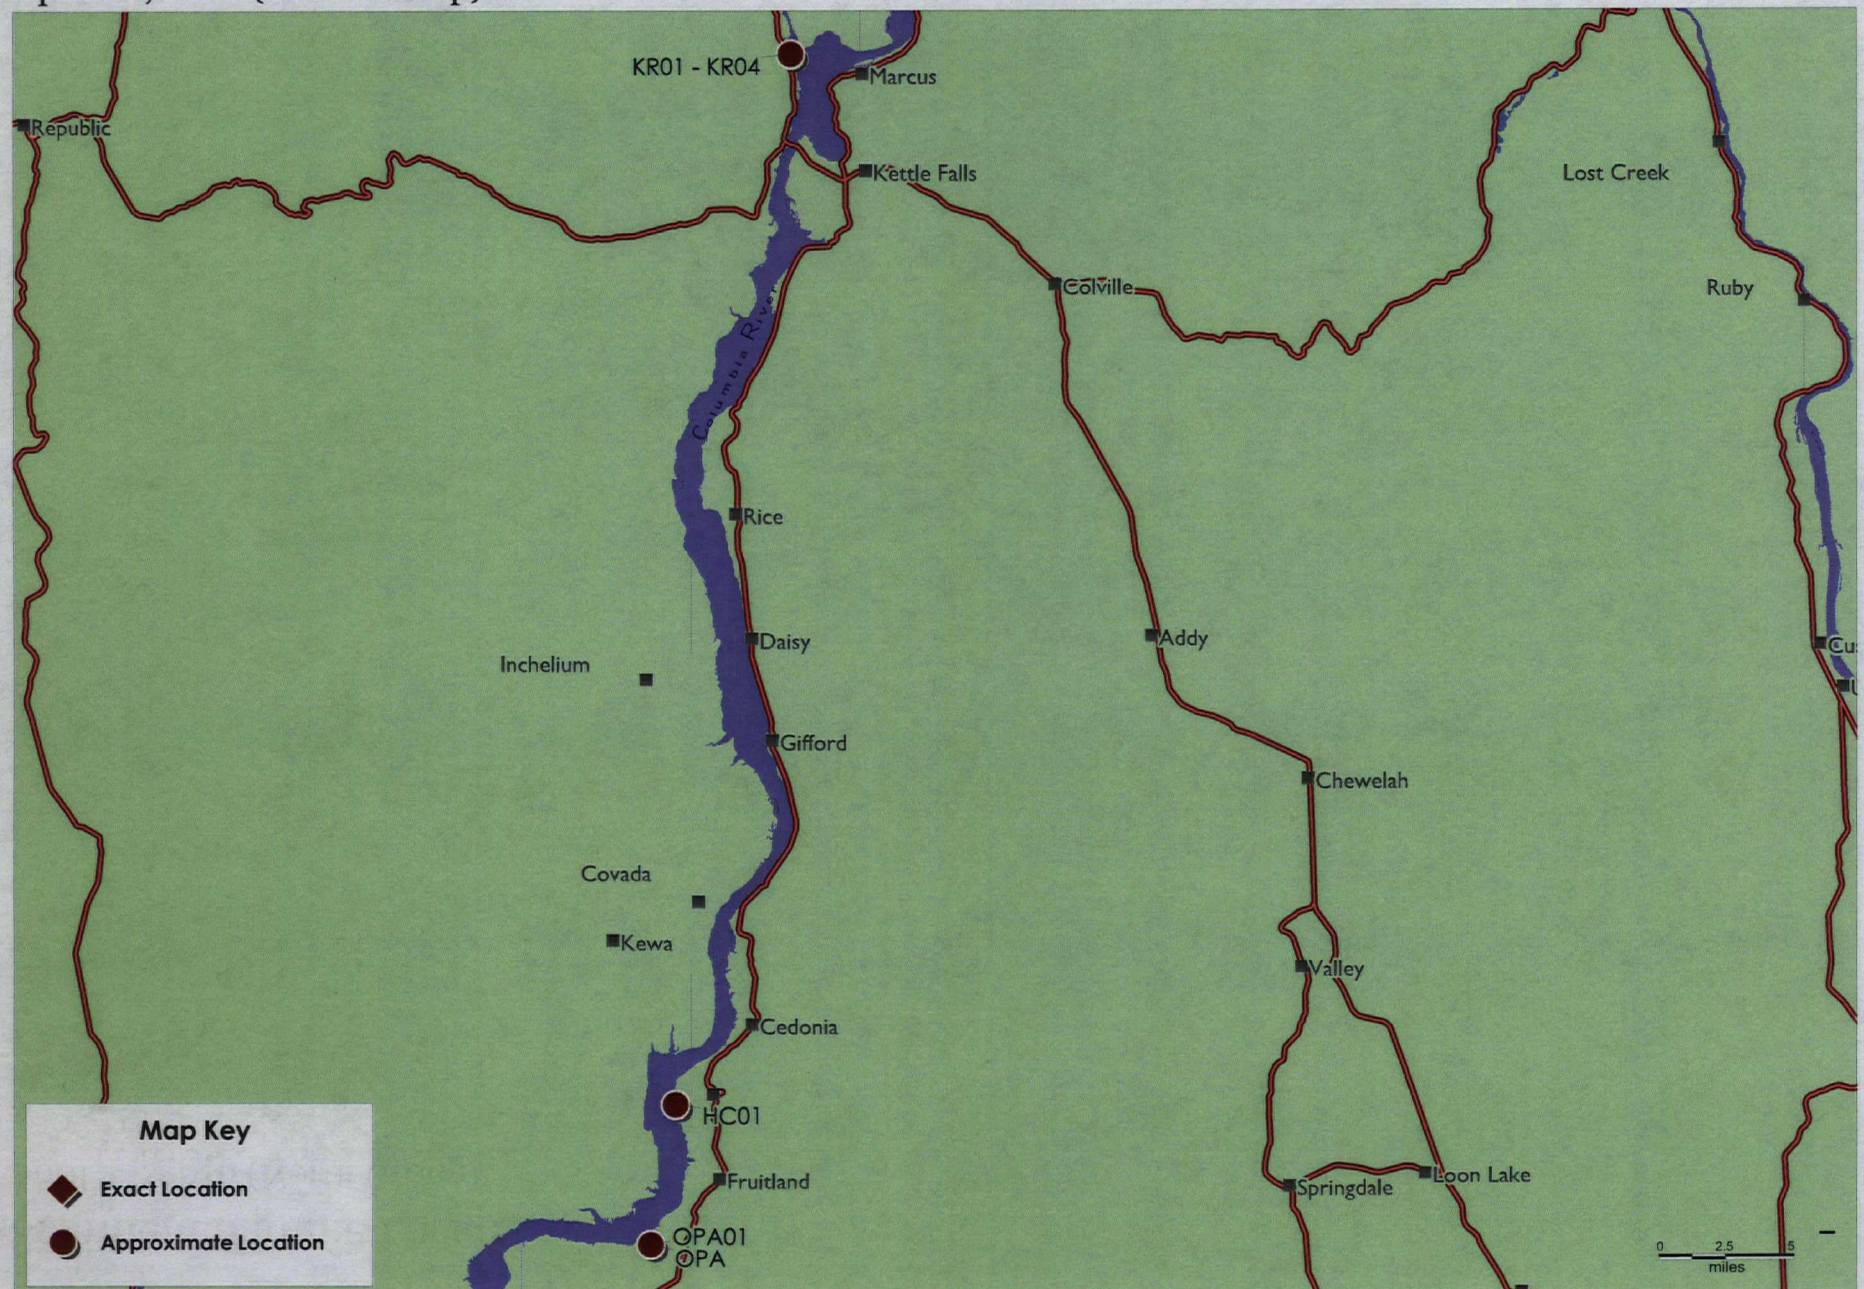 KR01 - KR04
Marcus
Republic
Kettle Falls
Lost Creek
Colville
Ruby
Columbia River
Rice
Daisy
Addy
Inchelium
Gifford
Chewelah
Covada
Kewa
Valley
Cedonia
HC01
Fruitland
Loon Lake
Springdale
OPA01
OPA
Map Key
Exact Location
Approximate Location
0 2.5 5
miles